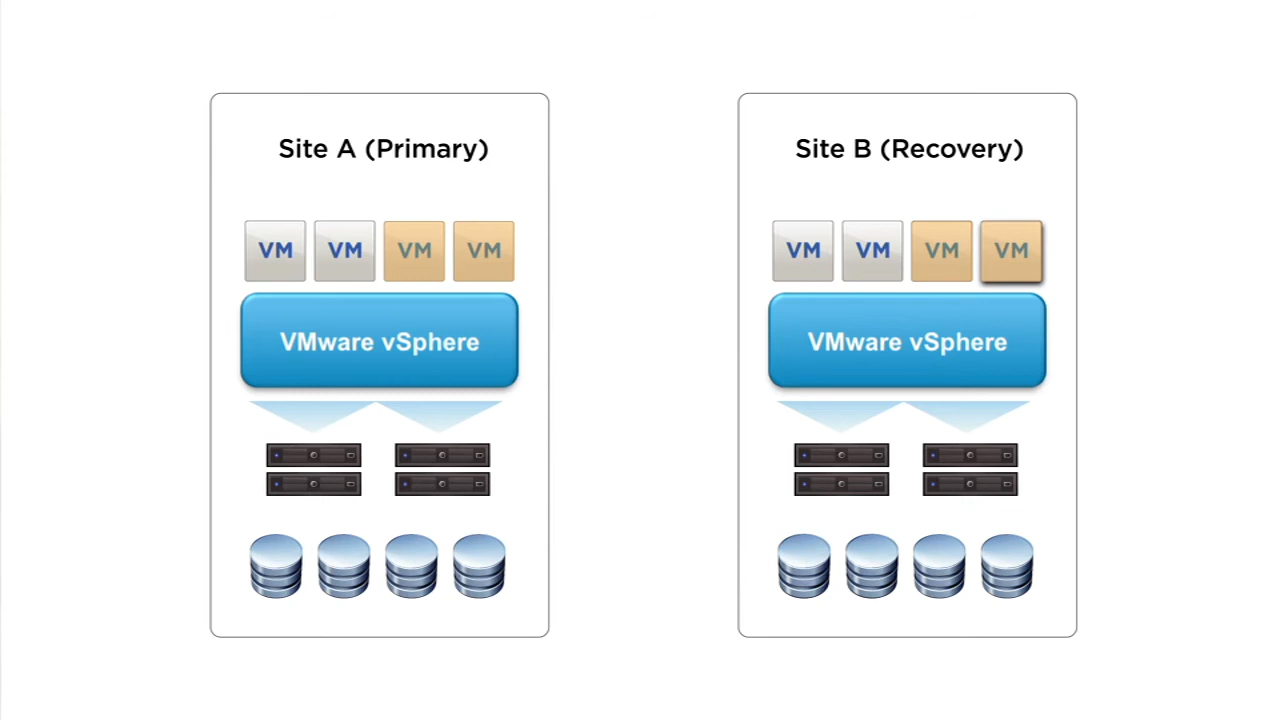 Site A (Primary)
VM VM VM VM
VMware vSphere
Site B (Recovery)
VM VM VM VM
VMware vSphere